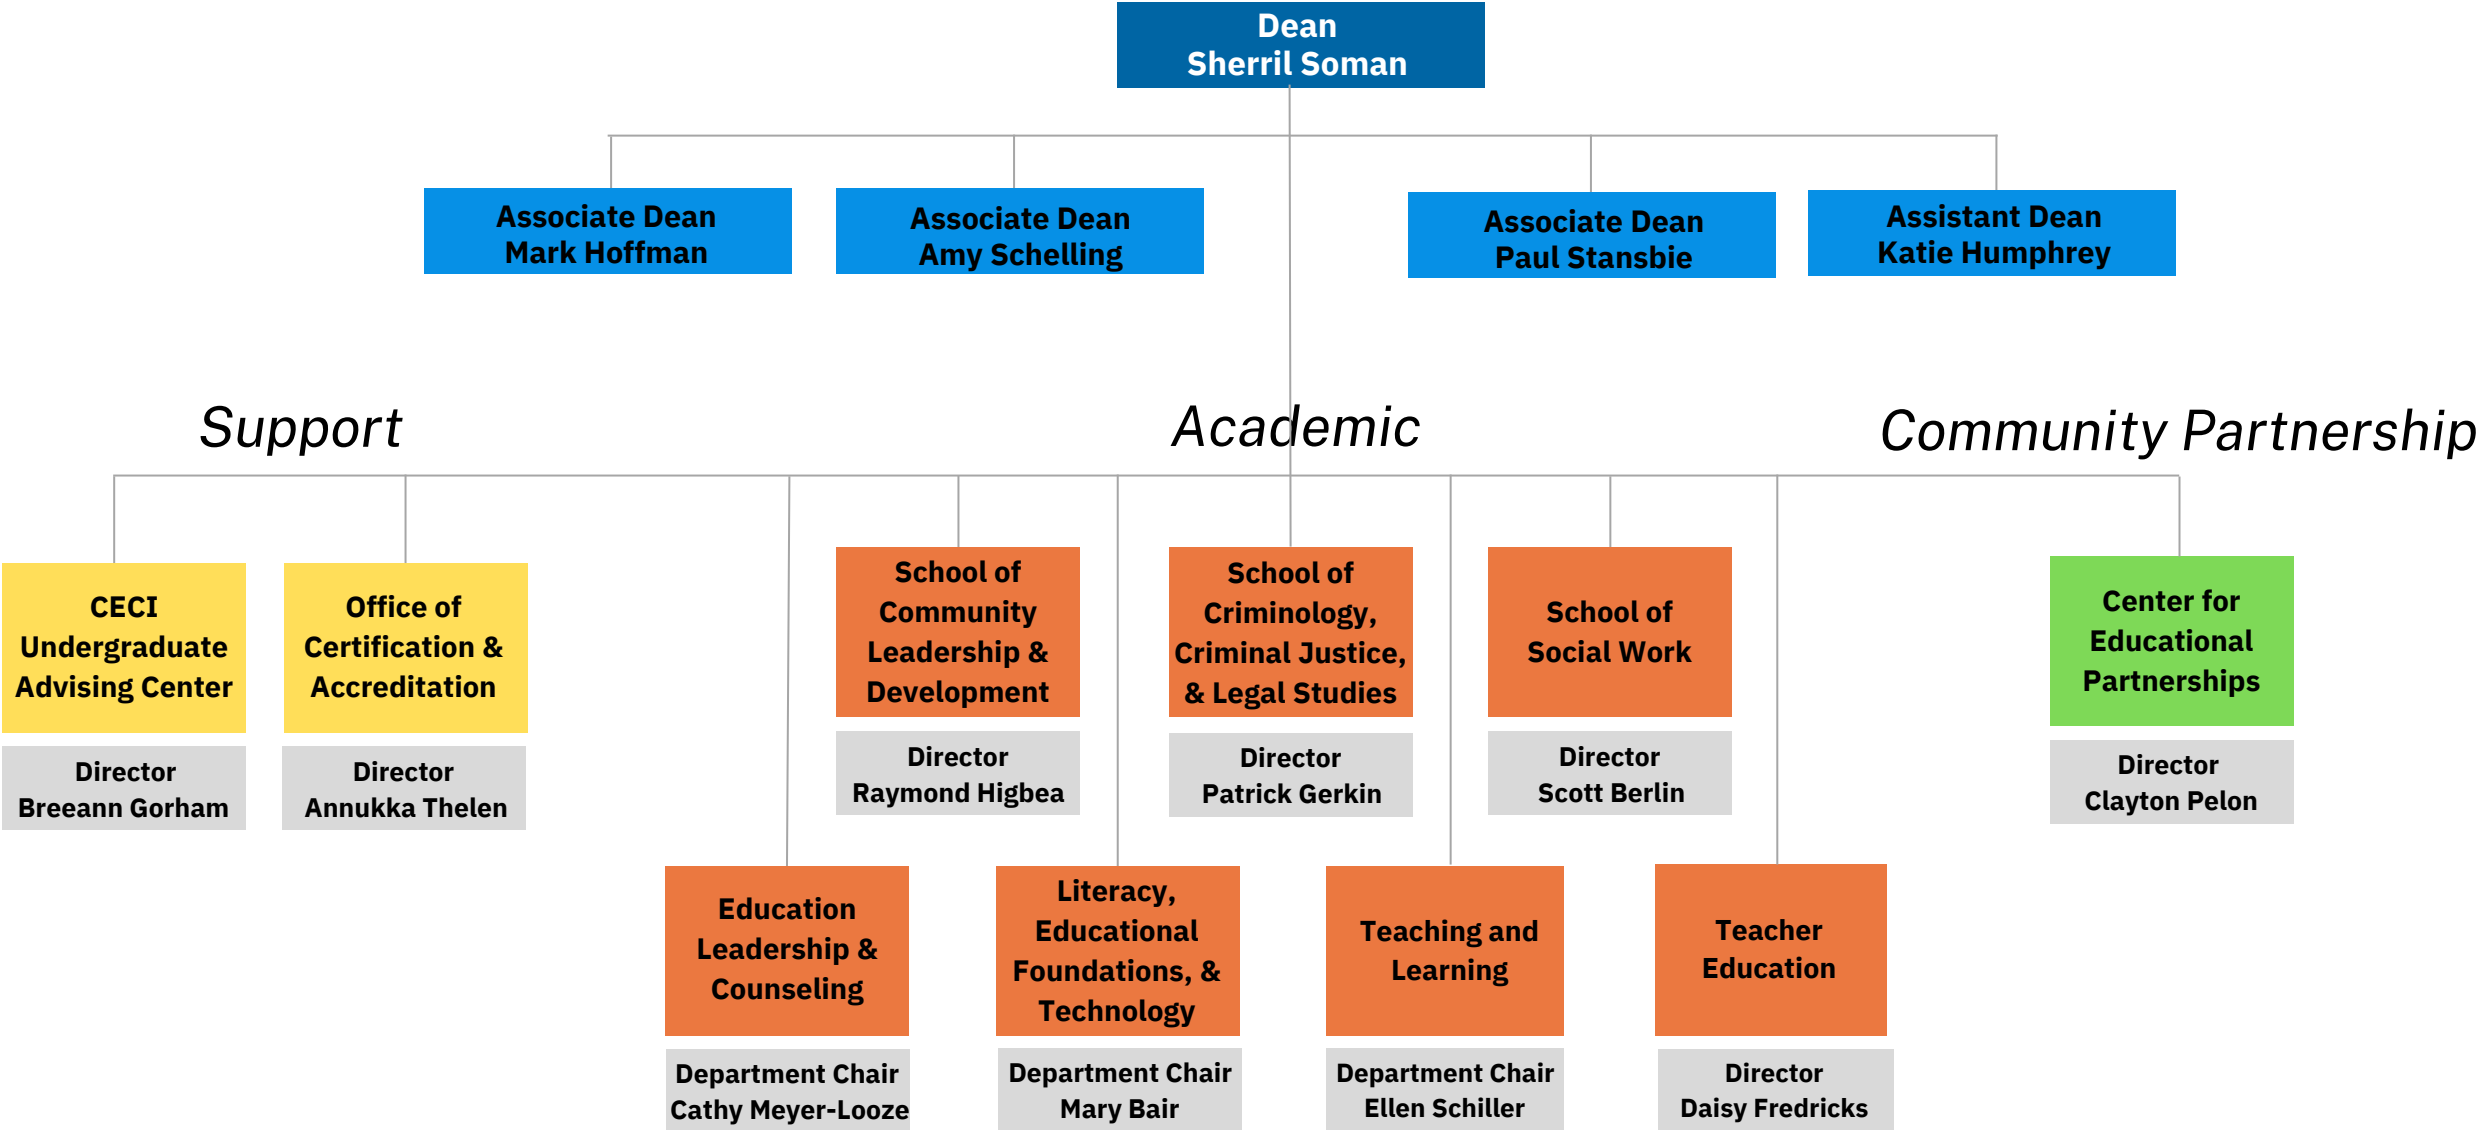 Dean
Sherril Soman
Associate Dean
Mark Hoffman
Associate Dean
Amy Schelling
Associate Dean
Paul Stansbie
Assistant Dean
Katie Humphrey
Support
Academic
Community Partnership
CECI
Undergraduate
Advising Center
Director
Breeann Gorham
Office of
Certification &
Accreditation
Director
Annukka Thelen
School of
Community
Leadership &
Development
Director
Raymond Higbea
School of
Criminology,
Criminal Justice,
& Legal Studies
Director
Patrick Gerkin
School of
Social Work
Director
Scott Berlin
Center for
Educational
Partnerships
Director
Clayton Pelon
Education
Leadership &
Counseling
Department Chair
Cathy Meyer-Looze
Literacy,
Educational
Foundations, &
Technology
Department Chair
Mary Bair
Teaching and
Learning
Department Chair
Ellen Schiller
Teacher
Education
Director
Daisy Fredricks